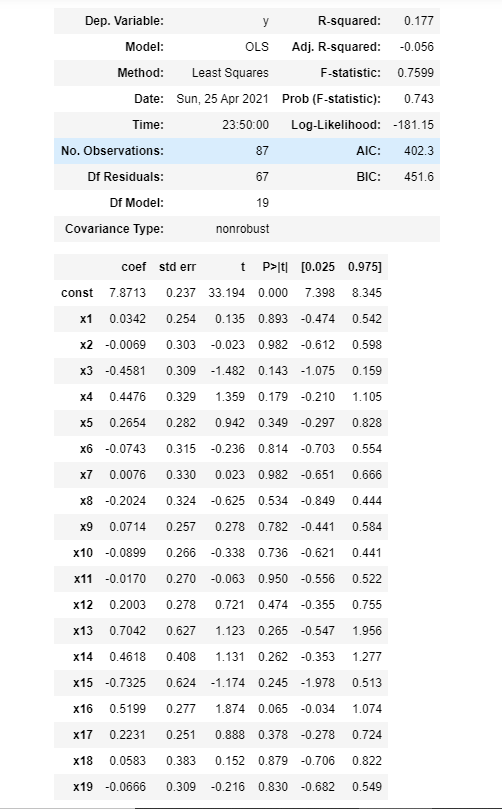 Dep. Variable: y R-squared: 0.177
Model: OLS Adj. R-squared: -0.056
Method: Least Squares F-statistic: 0.7599
Date: Sun, 25 Apr 2021 Prob (F-statistic): 0.743
Time: 23:50:00 Log-Likelihood: -181.15
No. Observations: 87 AIC: 402.3
Df Residuals: 67 BIC: 451.6
Df Model: 19
Covariance Type: nonrobust
coef std err t P>|t| [0.025 0.975]
const 7.8713 0.237 33.194 0.000 7.398 8.345
x1 0.0342 0.254 0.135 0.893 -0.474 0.542
x2 -0.0069 0.303 -0.023 0.982 -0.612 0.598
x3 -0.4581 0.309 -1.482 0.143 -1.075 0.159
x4 0.4476 0.329 1.359 0.179 -0.210 1.105
x5 0.2654 0.282 0.942 0.349 -0.297 0.828
x6 -0.0743 0.315 -0.236 0.814 -0.703 0.554
x7 0.0076 0.330 0.023 0.982 -0.651 0.666
x8 -0.2024 0.324 -0.625 0.534 -0.849 0.444
x9 0.0714 0.257 0.278 0.782 -0.441 0.584
x10 -0.0899 0.266 -0.338 0.736 -0.621 0.441
x11 -0.0170 0.270 -0.063 0.950 -0.556 0.522
x12 0.2003 0.278 0.721 0.474 -0.355 0.755
x13 0.7042 0.627 1.123 0.265 -0.547 1.956
x14 0.4618 0.408 1.131 0.262 -0.353 1.277
x15 -0.7325 0.624 -1.174 0.245 -1.978 0.513
x16 0.5199 0.277 1.874 0.065 -0.034 1.074
x17 0.2231 0.251 0.888 0.378 -0.278 0.724
x18 0.0583 0.383 0.152 0.879 -0.706 0.822
x19 -0.0666 0.309 -0.216 0.830 -0.682 0.549